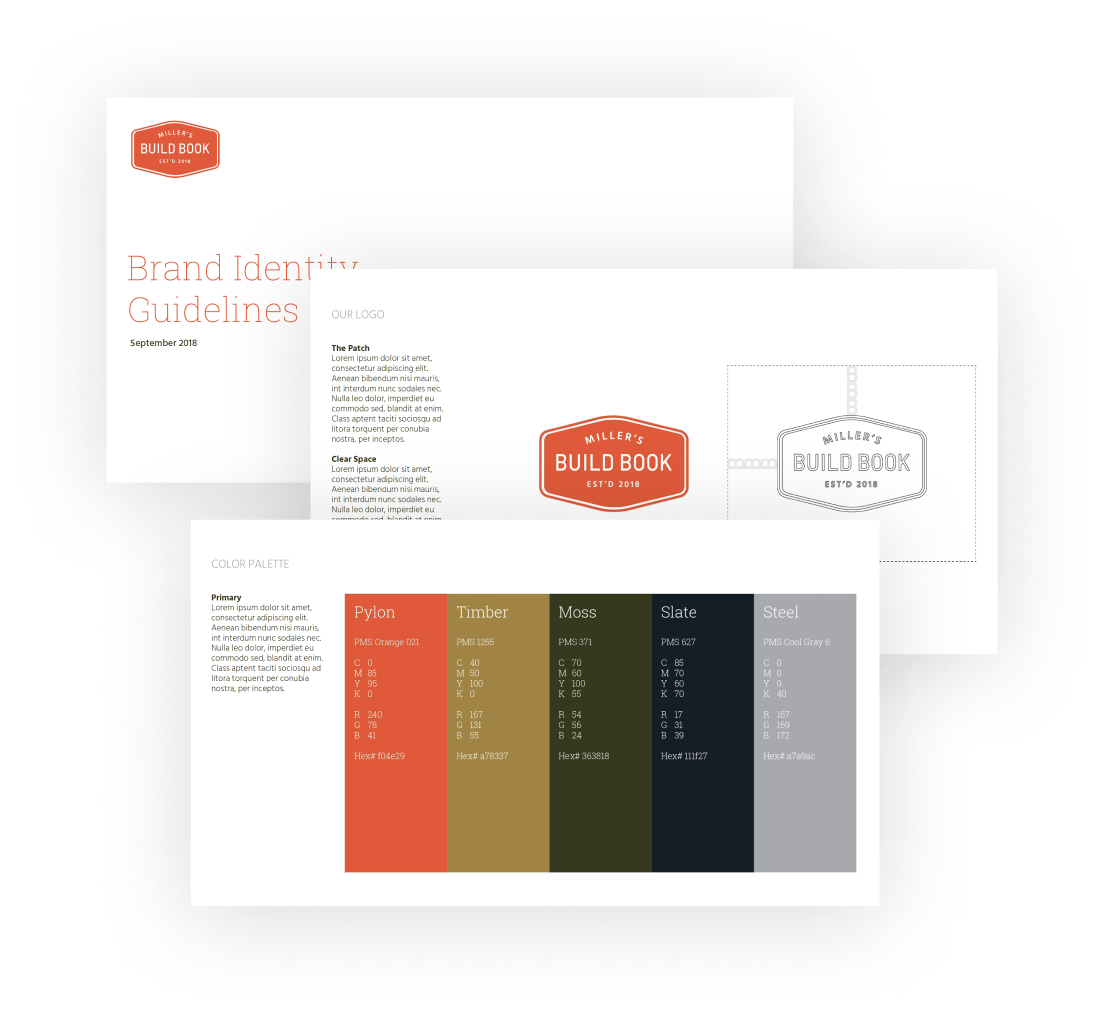 MILLER'S
BUILD BOOK
EST'D 2018
Brand Identity
Guidelines
September 2018
OUR LOGO
The Patch
Lorem ipsum dolor sit amet,
consectetur adipiscing elit.
Aenean bibendum nisi mauris,
int interdum nunc sodales nec.
Nulla leo dolor, imperdiet eu
commodo sed, blandit at enim.
Class aptent taciti sociosqu ad
litora torquent per conubia
nostra, per inceptos.
Clear Space
Lorem ipsum dolor sit amet,
consectetur adipiscing elit.
Aenean bibendum nisi mauris,
int interdum nunc sodales nec.
Nulla leo dolor, imperdiet eu
commodo sed, blandit at enim
MILLER'S
BUILD BOOK
EST'D 2018
MILLER'S
BUILD BOOK
EST'D 2018
COLOR PALETTE
Primary
Lorem ipsum dolor sit amet,
consectetur adipiscing elit.
Aenean bibendum nisi mauris,
int interdum nunc sodales nec.
Nulla leo dolor, imperdiet eu
commodo sed, blandit at enim.
Class aptent taciti sociosqu ad
litora torquent per conubia
nostra, per inceptos.
Pylon
PMS Orange 021
C 0
M 85
Y 95
K 0
R 240
G 78
B 41
Hex# f04e29
Timber
PMS 1255
C 40
M 50
Y 100
K 0
R 167
G 131
B 55
Hex# a78337
Moss
PMS 371
C 70
M 60
Y 100
K 55
R 54
G 56
B 24
Hex# 363818
Slate
PMS 627
C 85
M 70
Y 60
K 70
R 17
G 31
B 39
Hex# 111f27
Steel
PMS Cool Gray 6
C 0
M 0
Y 0
K 40
R 167
G 169
B 172
Hex# a7a9ac